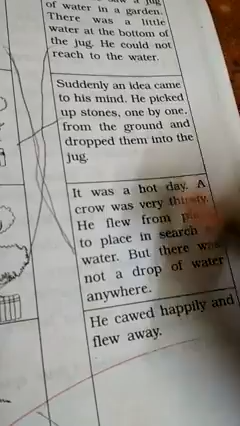 of water in a garden.
There was a little
water at the bottom of
the jug. He could not
reach to the water.
Suddenly an idea came
to his mind. He picked
up stones, one by one,
from the ground and
dropped them into the
jug.
It was a hot day. A
crow was very thirsty.
He flew from
to place in search
water. But there was
not a drop of water
anywhere.
He cawed happily and
flew away.